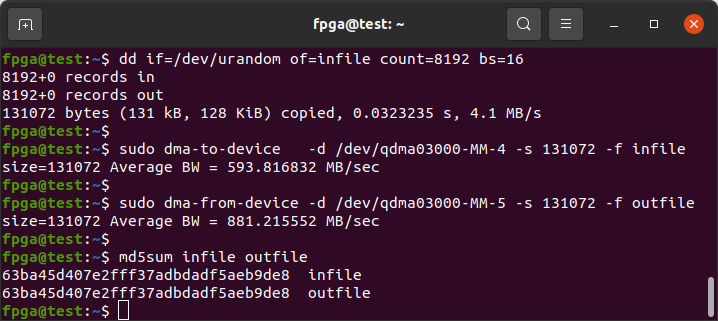 fpga@test: ~
fpga@test:~$ dd if=/dev/urandom of=infile count=8192 bs=16
8192+0 records in
8192+0 records out
131072 bytes (131 kB, 128 KiB) copied, 0.0323235 s, 4.1 MB/s
fpga@test:~$
fpga@test:~$ sudo dma-to-device   -d /dev/qdma03000-MM-4 -s 131072 -f infile
size=131072 Average BW = 593.816832 MB/sec
fpga@test:~$
fpga@test:~$ sudo dma-from-device -d /dev/qdma03000-MM-5 -s 131072 -f outfile
size=131072 Average BW = 881.215552 MB/sec
fpga@test:~$
fpga@test:~$ md5sum infile outfile
63ba45d407e2fff37adbdadf5aeb9de8  infile
63ba45d407e2fff37adbdadf5aeb9de8  outfile
fpga@test:~$